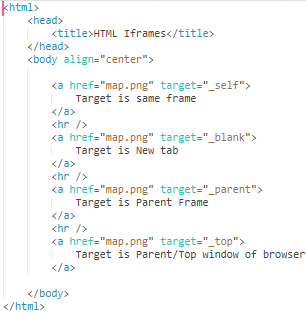 <html>
    <head>
        <title>HTML Iframes</title>
    </head>
    <body align="center">
        <a href="map.png" target="_self">
            Target is same frame
        </a>
        <hr />
        <a href="map.png" target="_blank">
            Target is New tab
        </a>
        <hr />
        <a href="map.png" target="_parent">
            Target is Parent Frame
        </a>
        <hr />
        <a href="map.png" target="_top">
            Target is Parent/Top window of browser
        </a>
    </body>
</html>